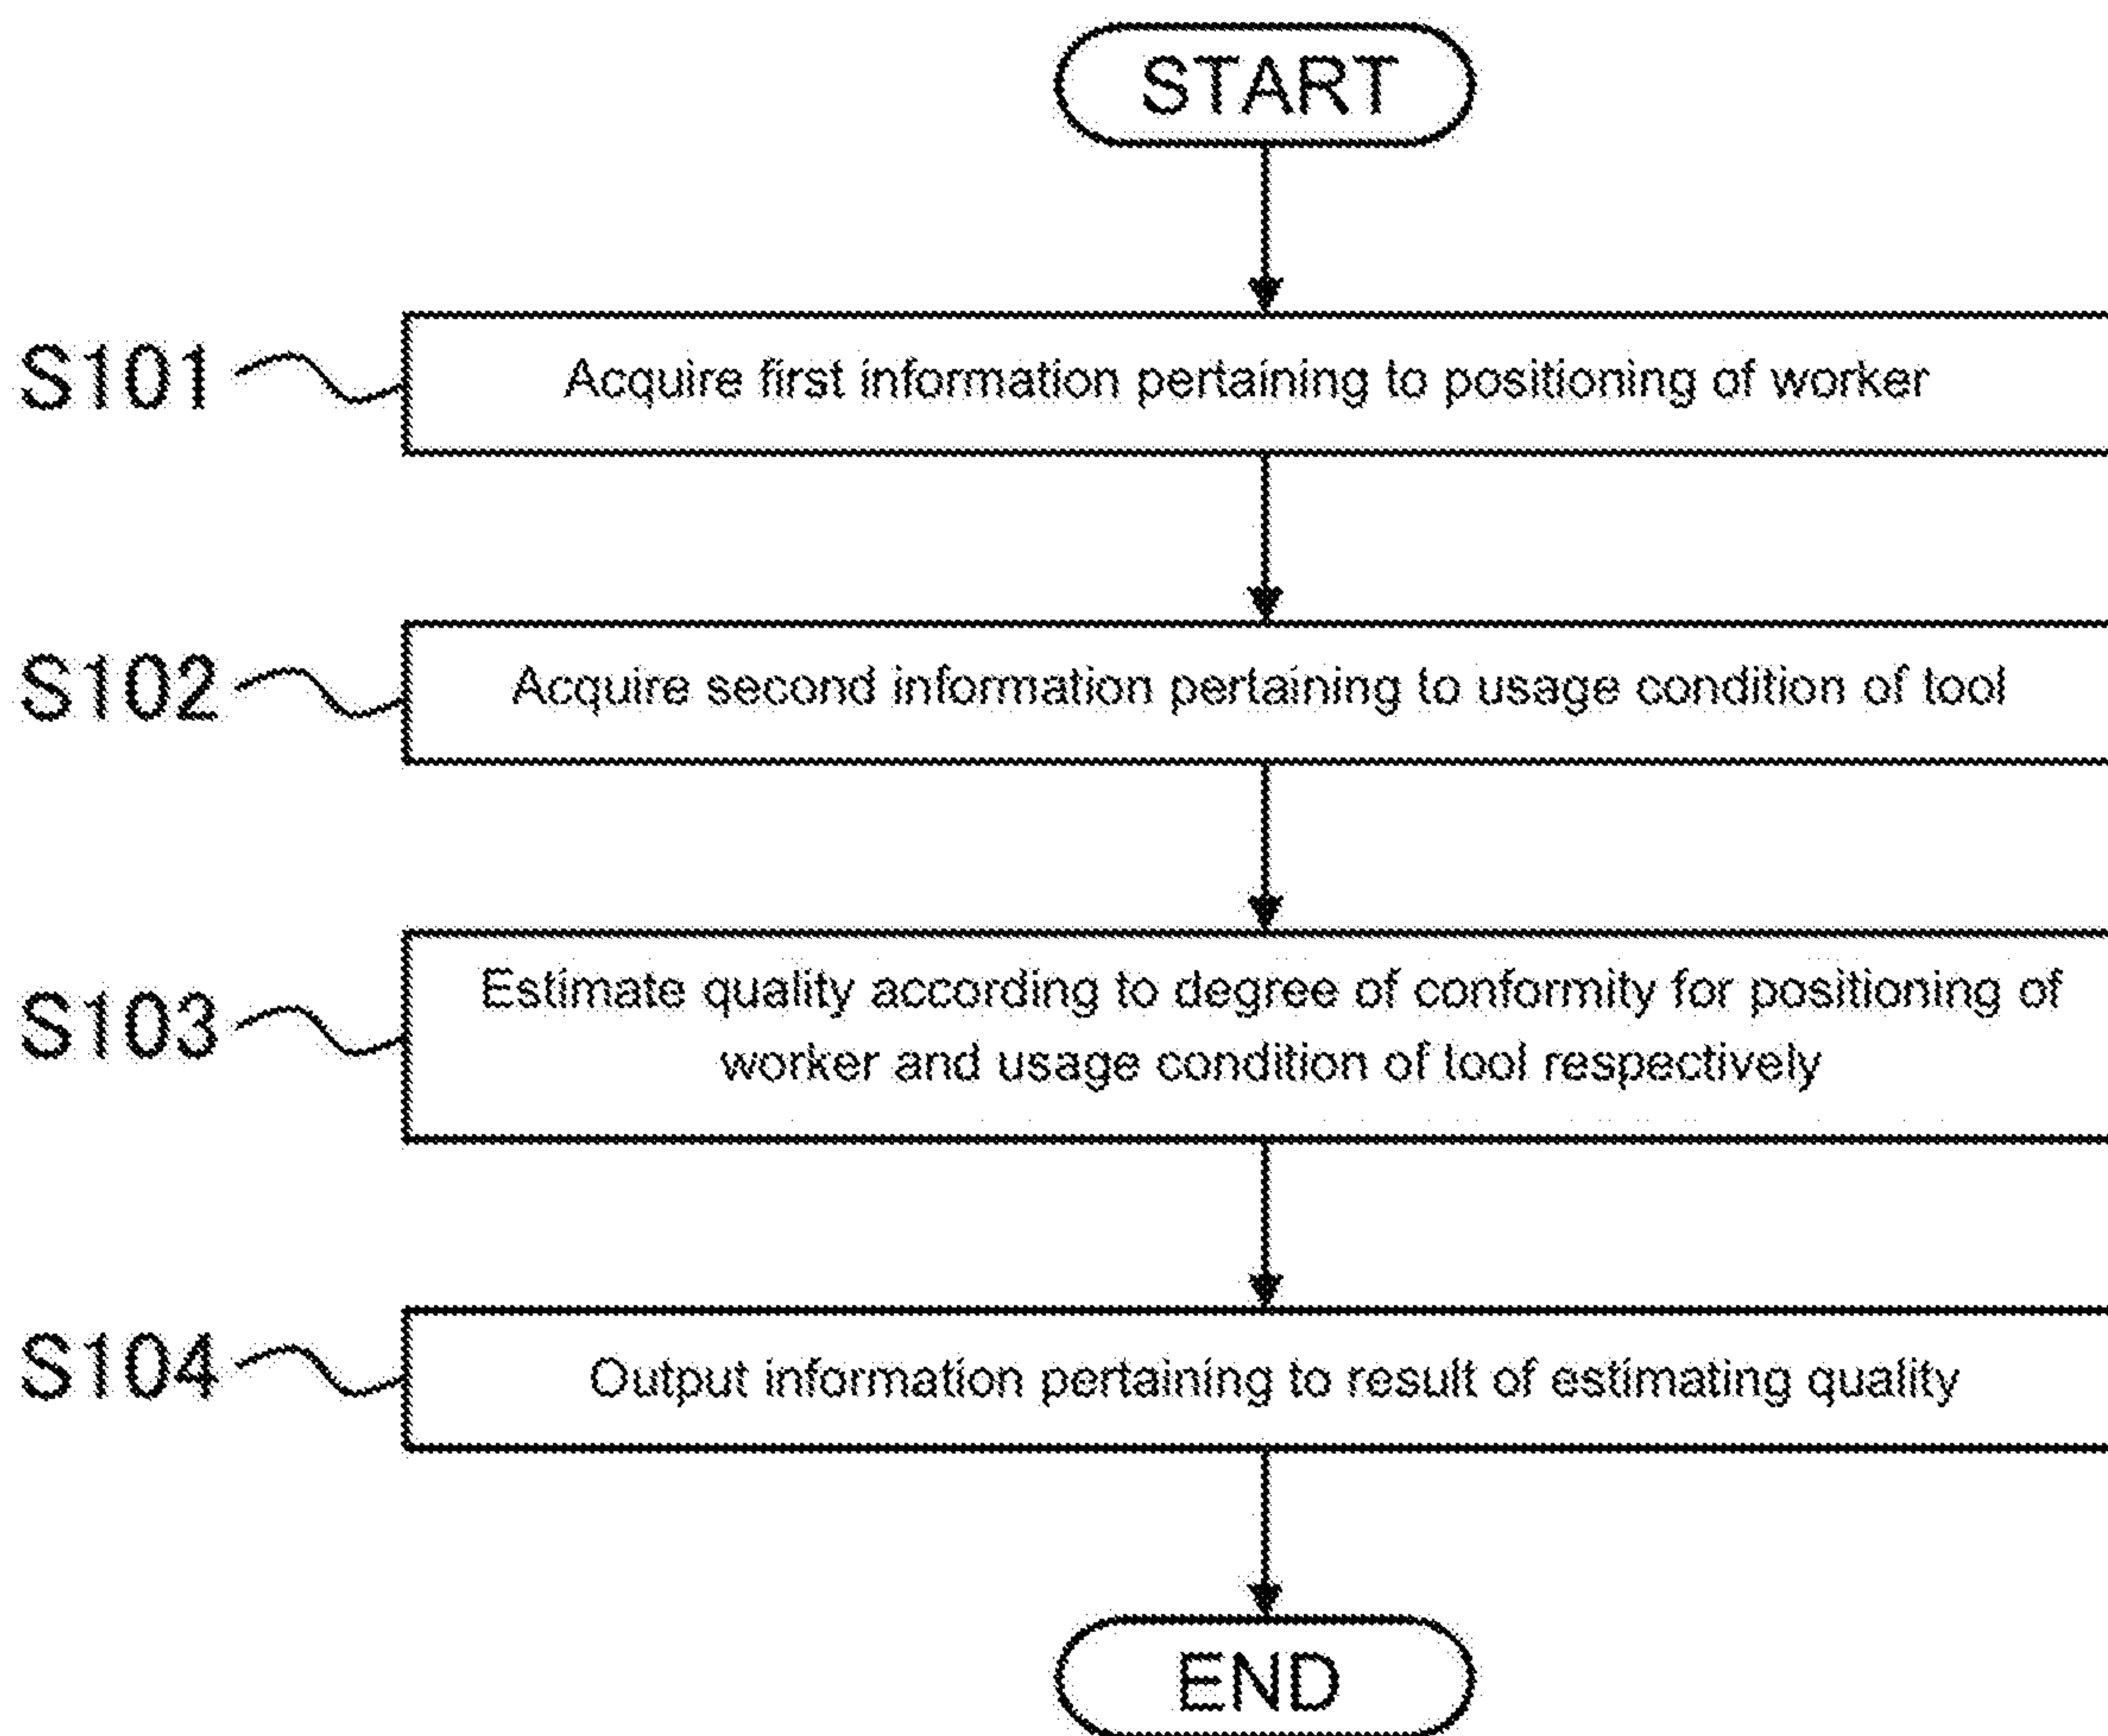 START
S101
Acquire first information pertaining to positioning of worker
S102
Acquire second information pertaining to usage condition of tool
S103
Estimate quality according to degree of conformity for positioning of
worker and usage condition of tool respectively
S104
Output information pertaining to result of estimating quality
END